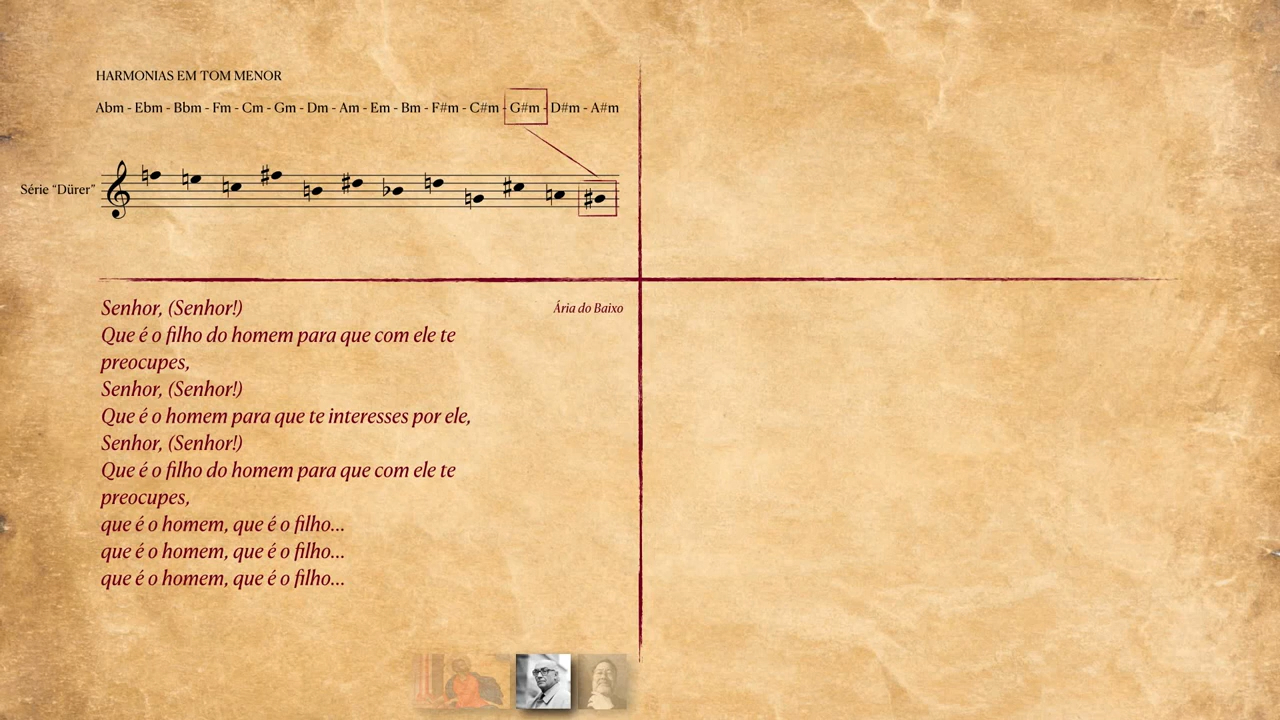 HARMONIAS EM TOM MENOR
Abm - Ebm - Bbm - Fm - Cm - Gm - Dm - Am - Em - Bm - F#m - C#m - G#m - D#m - A#m
Série “Dürer”
Ária do Baixo
Senhor, (Senhor!)
Que é o filho do homem para que com ele te
preocupes,
Senhor, (Senhor!)
Que é o homem para que te interesses por ele,
Senhor, (Senhor!)
Que é o filho do homem para que com ele te
preocupes,
que é o homem, que é o filho...
que é o homem, que é o filho...
que é o homem, que é o filho...